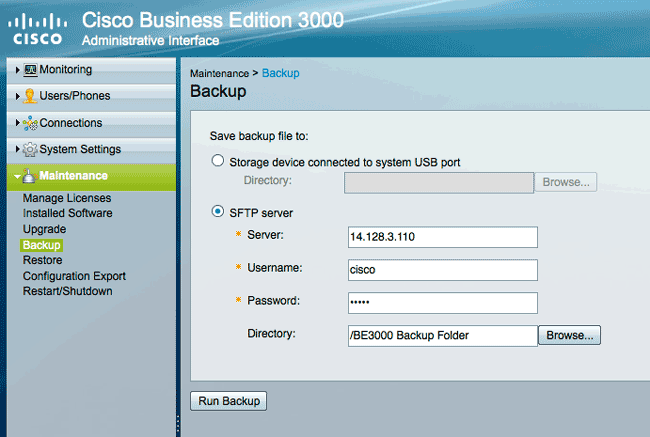 CISCO
Cisco Business Edition 3000
Administrative Interface
Monitoring
Users/Phones
Connections
System Settings
Maintenance
Manage Licenses
Installed Software
Upgrade
Backup
Restore
Configuration Export
Restart/Shutdown
Maintenance > Backup
Backup
Save backup file to:
Storage device connected to system USB port
Directory: Browse...
SFTP server
* Server: 14.128.3.110
* Username: cisco
* Password: •••••
Directory: /BE3000 Backup Folder Browse...
Run Backup